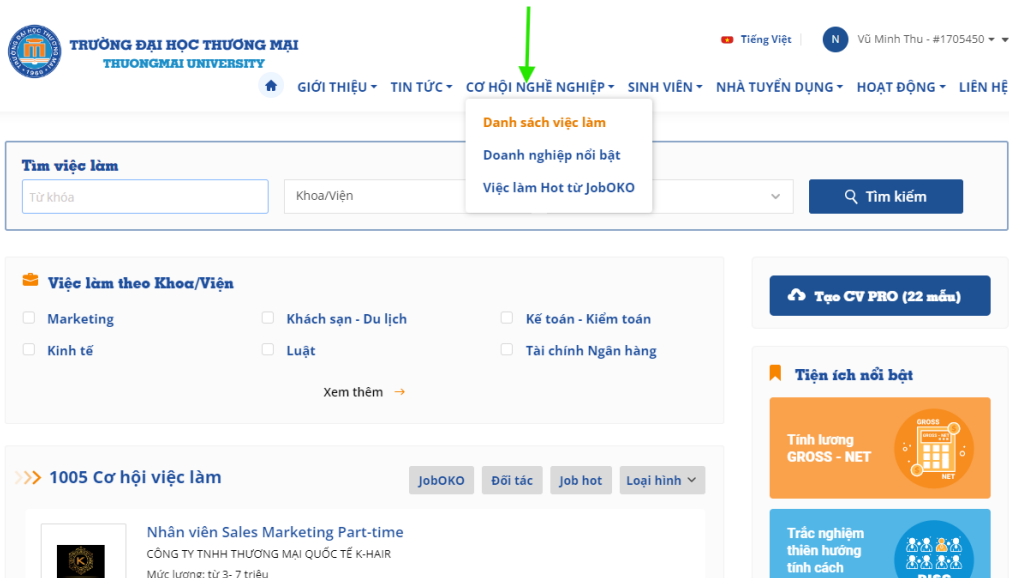 TRƯỜNG ĐẠI HỌC THƯƠNG MẠI
THUONGMAI UNIVERSITY
Tiếng Việt
N
Vũ Minh Thu - #1705450
GIỚI THIỆU
TIN TỨC
CƠ HỘI NGHỀ NGHIỆP
SINH VIÊN
NHÀ TUYỂN DỤNG
HOẠT ĐỘNG
LIÊN HỆ
Danh sách việc làm
Doanh nghiệp nổi bật
Việc làm Hot từ JobOKO
Tìm việc làm
Từ khóa
Khoa/Viện
Tìm kiếm
Việc làm theo Khoa/Viện
Marketing
Khách sạn - Du lịch
Kế toán - Kiểm toán
Kinh tế
Luật
Tài chính Ngân hàng
Xem thêm
Tạo CV PRO (22 mẫu)
Tiện ích nổi bật
Tính lương
GROSS - NET
GROSS
NET
1005 Cơ hội việc làm
JobOKO
Đối tác
Job hot
Loại hình
Nhân viên Sales Marketing Part-time
CÔNG TY TNHH THƯƠNG MẠI QUỐC TẾ K-HAIR
Mức lương: từ 3- 7 triệu
Trắc nghiệm
thiên hướng
tính cách
DISC